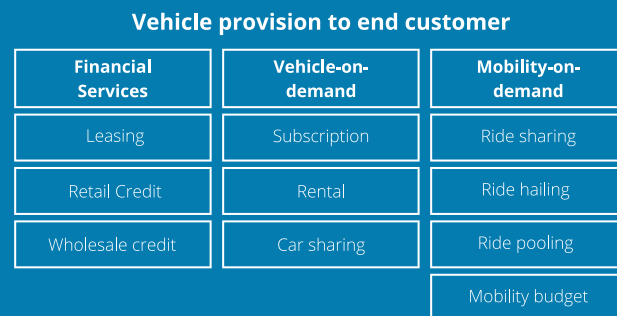 Vehicle provision to end customer
Financial
Services
Vehicle-on-
demand
Mobility-on-
demand
Leasing
Subscription
Ride sharing
Retail Credit
Rental
Ride hailing
Wholesale credit
Car sharing
Ride pooling
Mobility budget